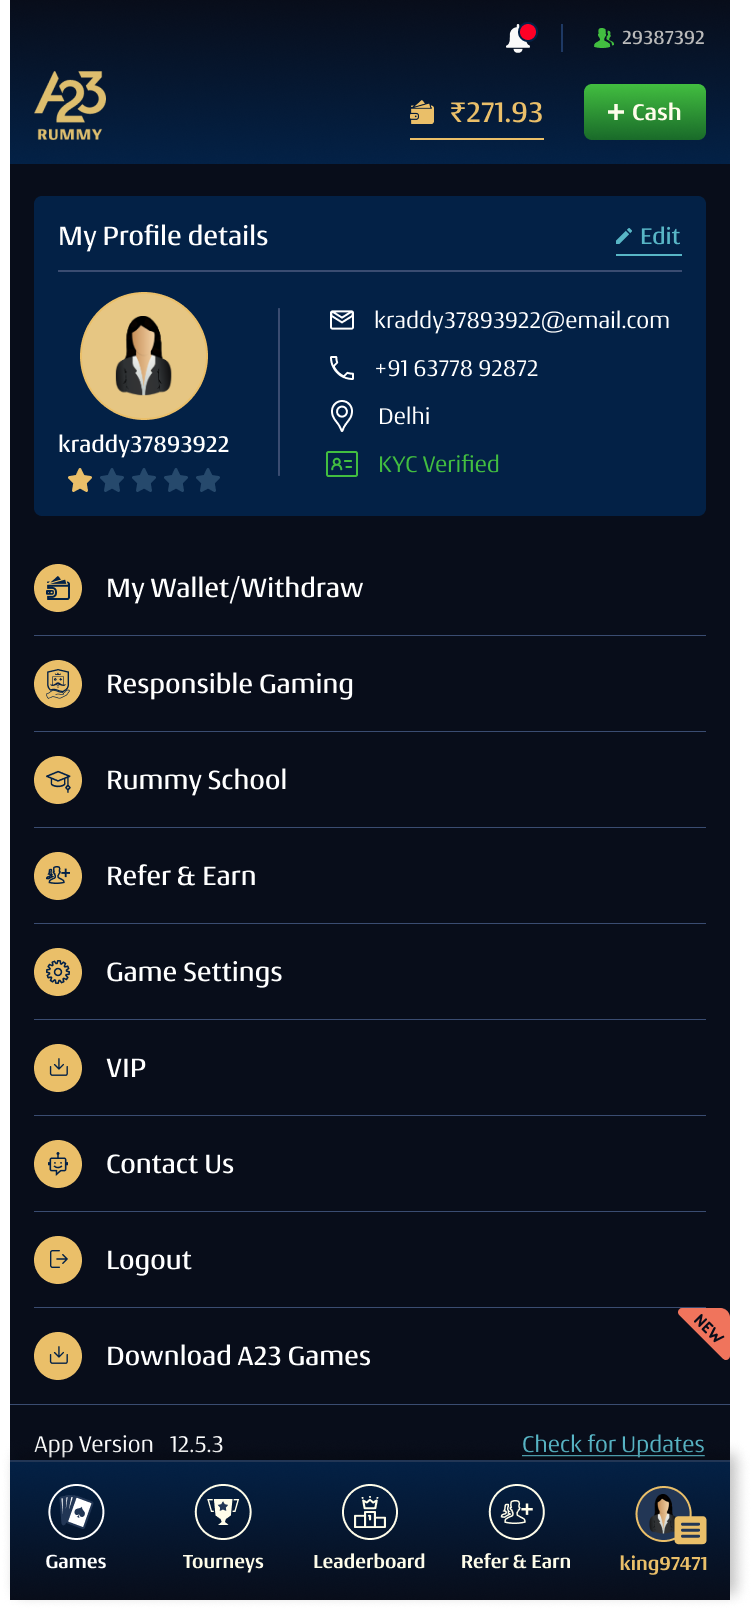 29387392
A23
RUMMY
₹271.93
+ Cash
My Profile details
Edit
kraddy37893922@email.com
+91 63778 92872
Delhi
KYC Verified
kraddy37893922
My Wallet/Withdraw
Responsible Gaming
Rummy School
Refer & Earn
Game Settings
VIP
Contact Us
Logout
NEW
Download A23 Games
App Version 12.5.3
Check for Updates
Games
Tourneys
Leaderboard
Refer & Earn
king97471